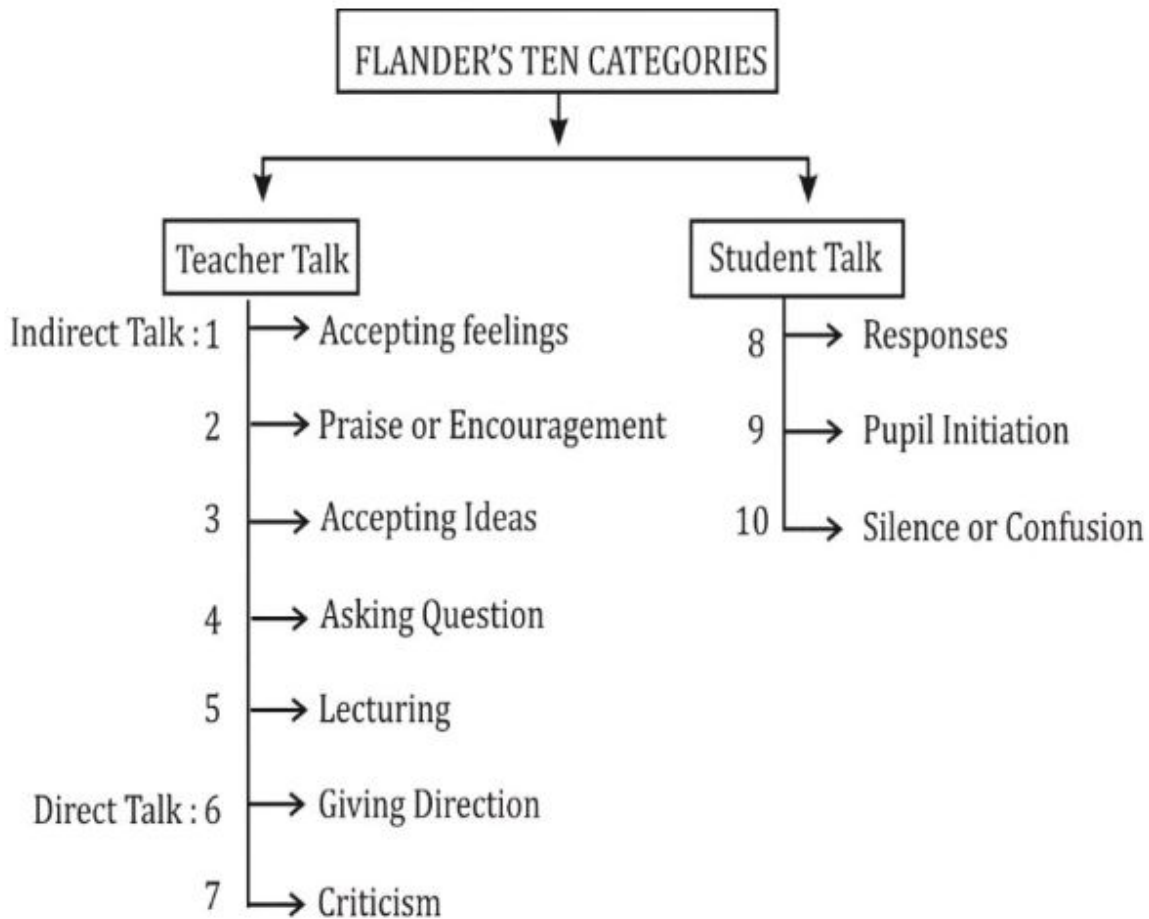 FLANDER'S TEN CATEGORIES
Teacher Talk
Indirect Talk : 1 Accepting feelings
2 Praise or Encouragement
3 Accepting Ideas
4 Asking Question
5 Lecturing
Direct Talk : 6 Giving Direction
7 Criticism
Student Talk
8 Responses
9 Pupil Initiation
10 Silence or Confusion